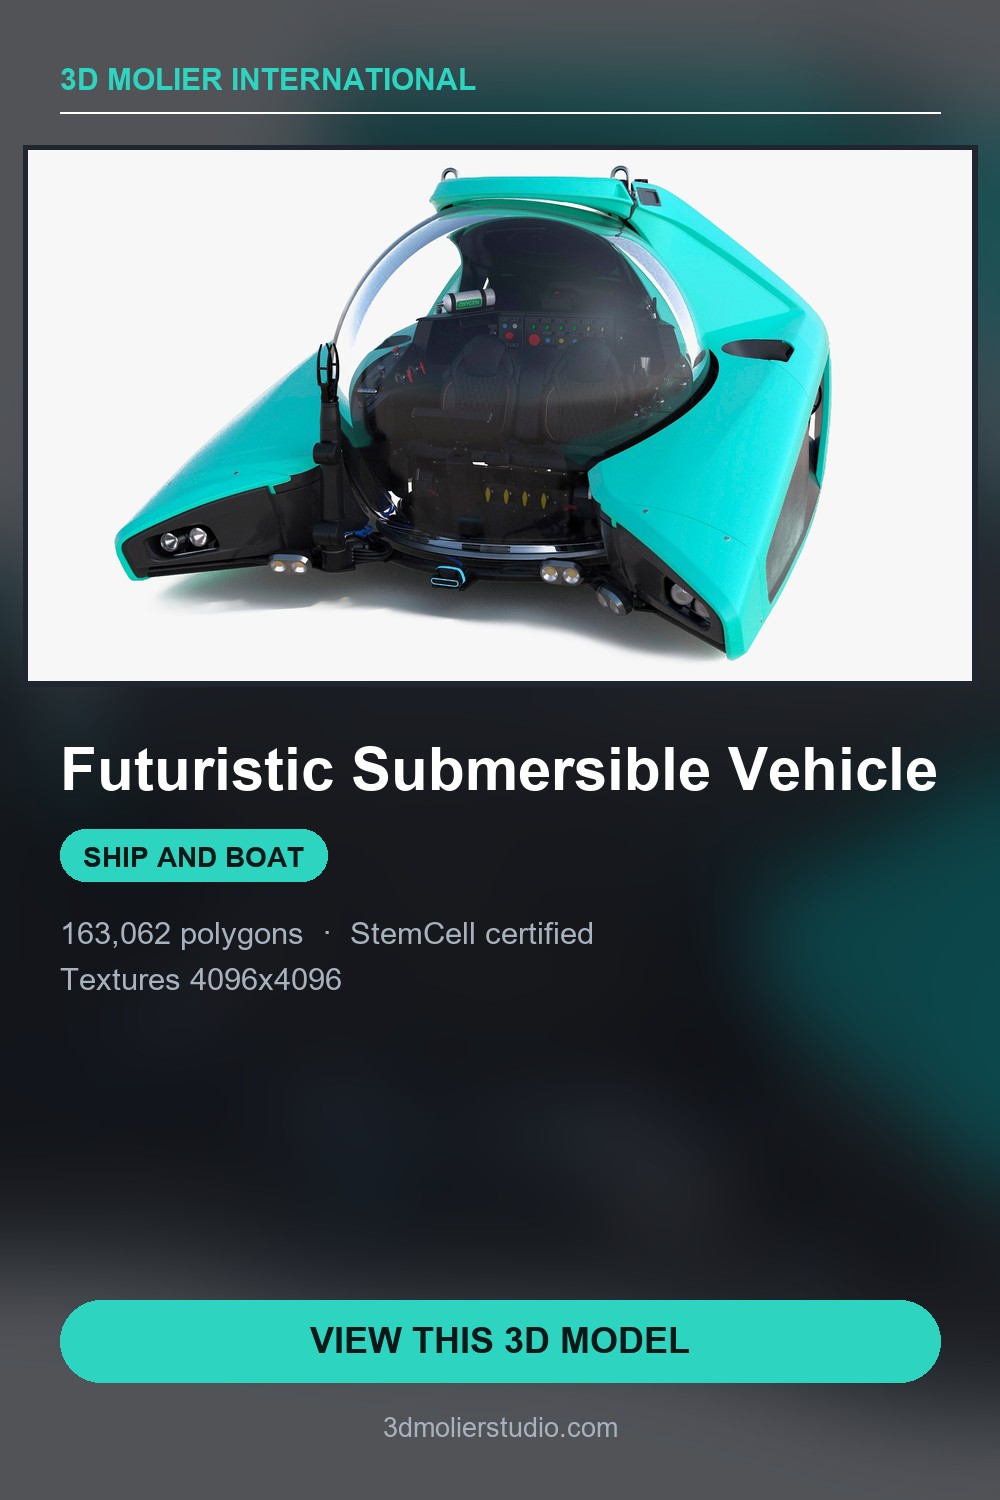 3D MOLIER INTERNATIONAL
OXYGEN
Futuristic Submersible Vehicle
SHIP AND BOAT
163,062 polygons · StemCell certified
Textures 4096x4096
VIEW THIS 3D MODEL
3dmolierstudio.com